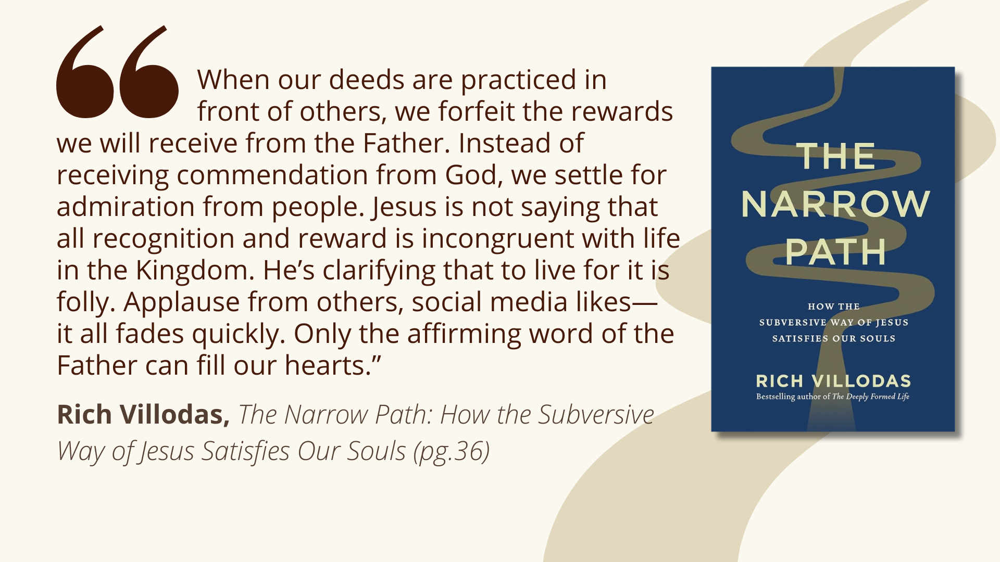 “When our deeds are practiced in
front of others, we forfeit the rewards
we will receive from the Father. Instead of
receiving commendation from God, we settle for
admiration from people. Jesus is not saying that
all recognition and reward is incongruent with life
in the Kingdom. He’s clarifying that to live for it is
folly. Applause from others, social media likes—
it all fades quickly. Only the affirming word of the
Father can fill our hearts.”
Rich Villodas, The Narrow Path: How the Subversive
Way of Jesus Satisfies Our Souls (pg.36)
THE
NARROW
PATH
HOW THE
SUBVERSIVE WAY OF JESUS
SATISFIES OUR SOULS
RICH VILLODAS
Bestselling author of The Deeply Formed Life